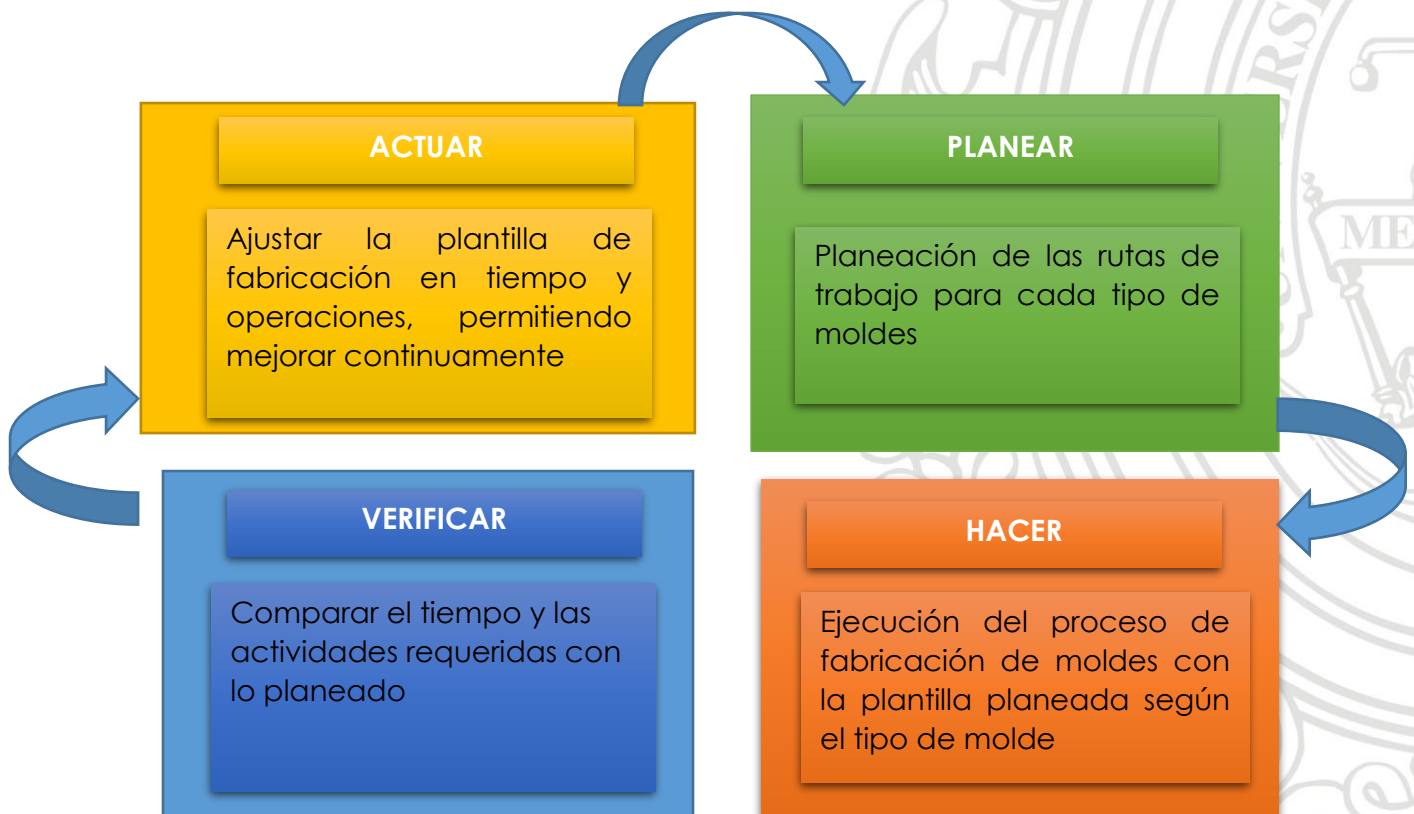 ACTUAR
Ajustar la plantilla de
fabricación en tiempo y
operaciones, permitiendo
mejorar continuamente
PLANEAR
Planeación de las rutas de
trabajo para cada tipo de
moldes
VERIFICAR
Comparar el tiempo y las
actividades requeridas con
lo planeado
HACER
Ejecución del proceso de
fabricación de moldes con
la plantilla planeada según
el tipo de molde